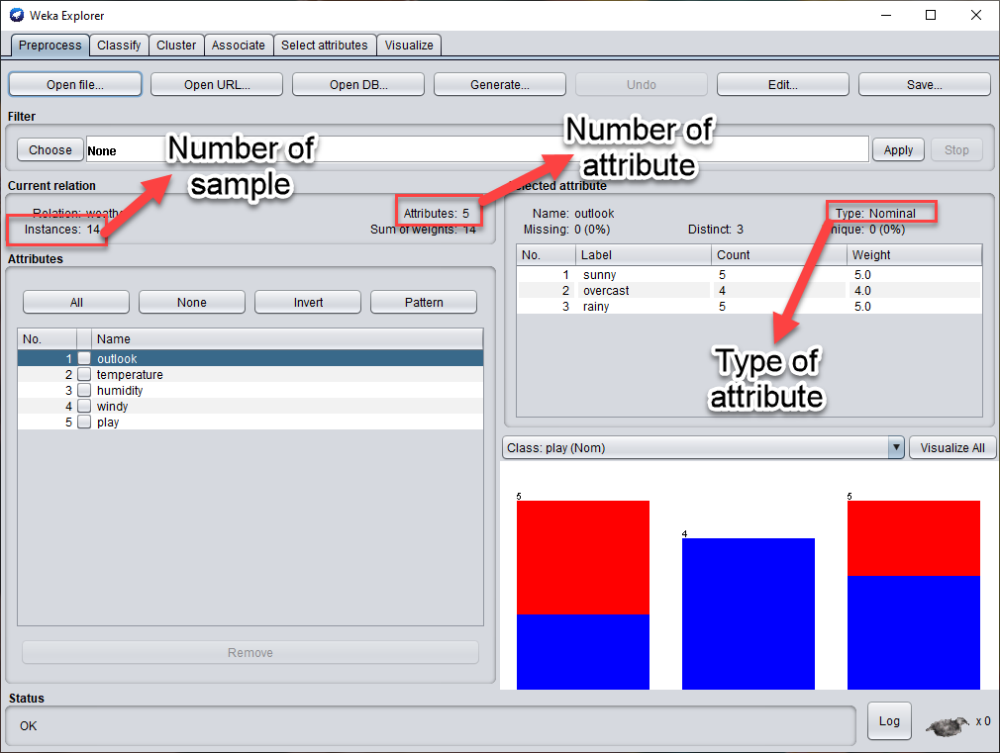 Weka Explorer
Preprocess Classify Cluster Associate Select attributes Visualize
Open file... Open URL... Open DB... Generate... Undo Edit... Save...
Filter
Choose None Apply Stop
Number of
sample
Number of
attribute
Current relation
Relation: weathe
Attributes: 5
Instances: 14
Sum of weights: 14
Selected attribute
Name: outlook
Type: Nominal
Missing: 0 (0%)
Distinct: 3
nique: 0 (0%)
No. Label Count Weight
1 sunny 5 5.0
2 overcast 4 4.0
3 rainy 5 5.0
Type of
attribute
Attributes
All None Invert Pattern
No. Name
1 outlook
2 temperature
3 humidity
4 windy
5 play
Remove
Class: play (Nom) Visualize All
5
4
5
Status
OK
Log x 0